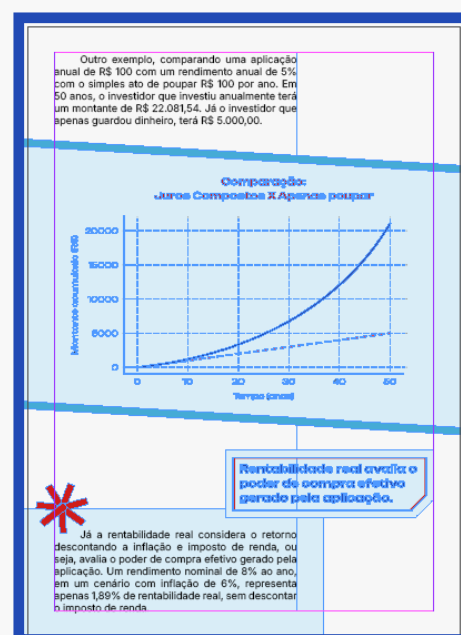 Outro exemplo, comparando uma aplicação
anual de R$ 100 com um rendimento anual de 5%
com o simples ato de poupar R$ 100 por ano. Em
50 anos, o investidor que investiu anualmente terá
um montante de R$ 22.081,54. Já o investidor que
apenas guardou dinheiro, terá R$ 5.000,00.
Comparação:
Juros Compostos X Apenas poupar
Montante acumulado (R$)
20000
15000
10000
5000
0
0 10 20 30 40 50
Tempo (anos)
Rentabilidade real avalia o
poder de compra efetivo
gerado pela aplicação.
Já a rentabilidade real considera o retorno
descontando a inflação e imposto de renda, ou
seja, avalia o poder de compra efetivo gerado pela
aplicação. Um rendimento nominal de 8% ao ano,
em um cenário com inflação de 6%, representa
apenas 1,89% de rentabilidade real, sem descontar
o imposto de renda.